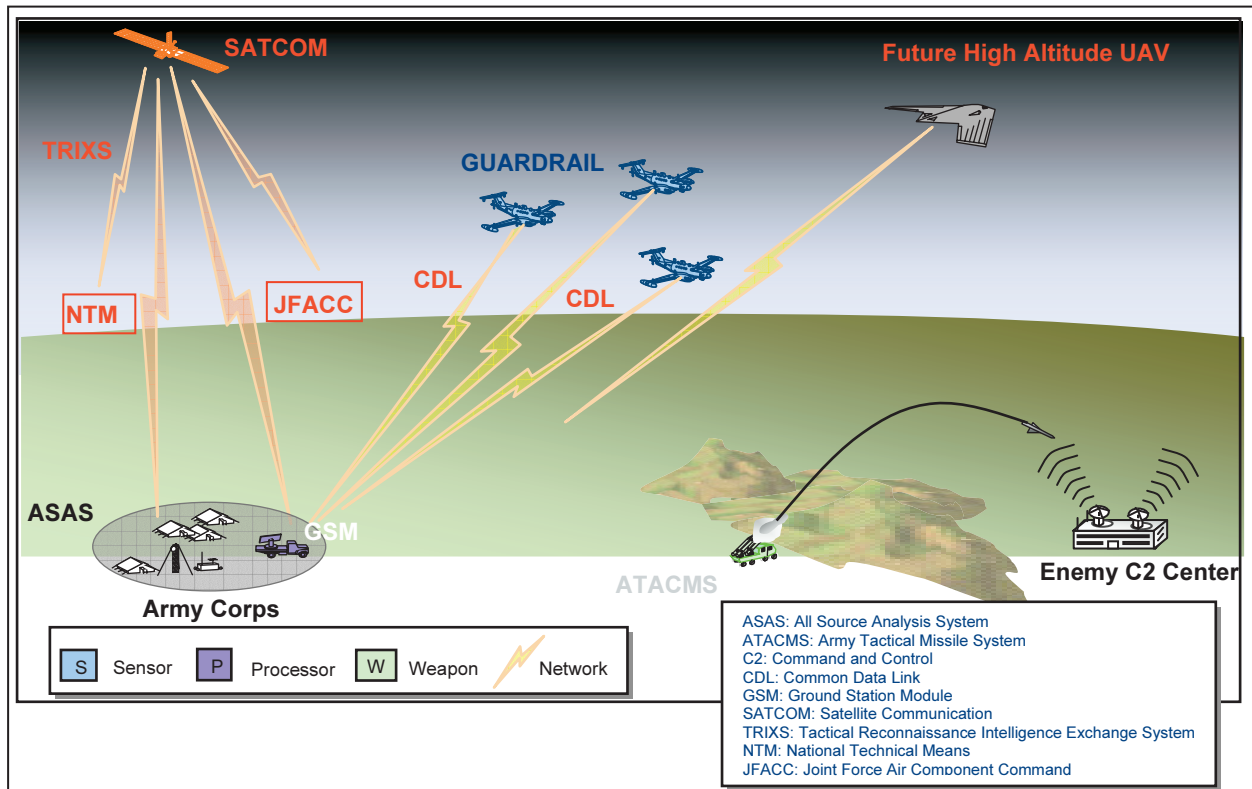 SATCOM
Future High Altitude UAV
TRIXS
GUARDRAIL
CDL
CDL
NTM
JFACC
ASAS
GSM
ATACMS
Enemy C2 Center
Army Corps
S Sensor P Processor W Weapon Network
ASAS: All Source Analysis System
ATACMS: Army Tactical Missile System
C2: Command and Control
CDL: Common Data Link
GSM: Ground Station Module
SATCOM: Satellite Communication
TRIXS: Tactical Reconnaissance Intelligence Exchange System
NTM: National Technical Means
JFACC: Joint Force Air Component Command